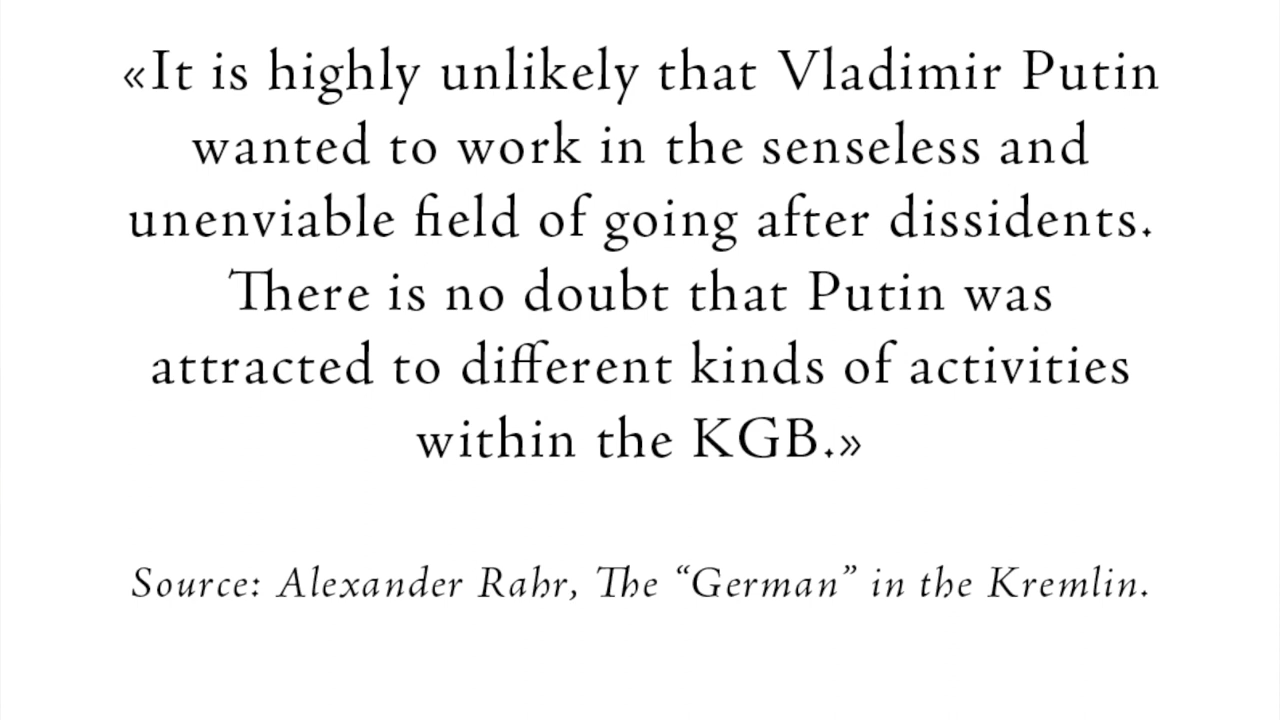 «It is highly unlikely that Vladimir Putin
wanted to work in the senseless and
unenviable field of going after dissidents.
There is no doubt that Putin was
attracted to different kinds of activities
within the KGB.»
Source: Alexander Rahr, The “German” in the Kremlin.